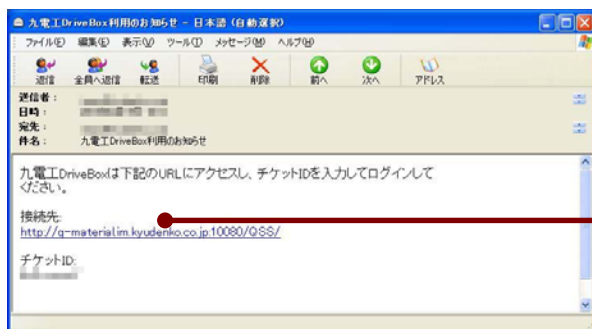 九電工DriveBox利用のお知らせ - 日本語 (自動選択)
ファイル(F) 編集(E) 表示(V) ツール(T) メッセージ(M) ヘルプ(H)
返信 全員へ返信 転送 印刷 削除 前へ 次へ アドレス
送信者:
日時:
宛先:
件名: 九電工DriveBox利用のお知らせ
九電工DriveBoxは下記のURLにアクセスし、チケットIDを入力してログインして
ください。
接続先:
http://q-materialim.kyudenko.co.jp:10080/QSS/
チケットID: